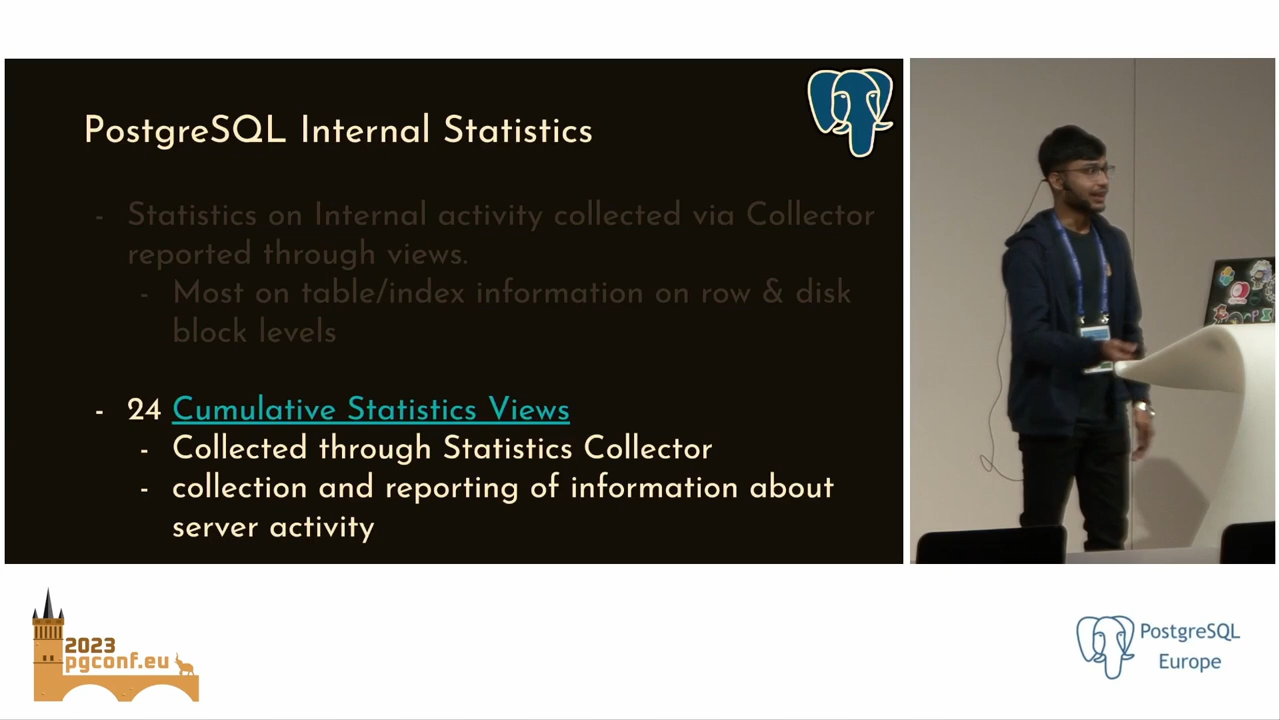 PostgreSQL Internal Statistics
- Statistics on Internal activity collected via Collector
reported through views.
- Most on table/index information on row & disk
block levels
- 24 Cumulative Statistics Views
- Collected through Statistics Collector
- collection and reporting of information about
server activity
2023
pgconf.eu
PostgreSQL
Europe